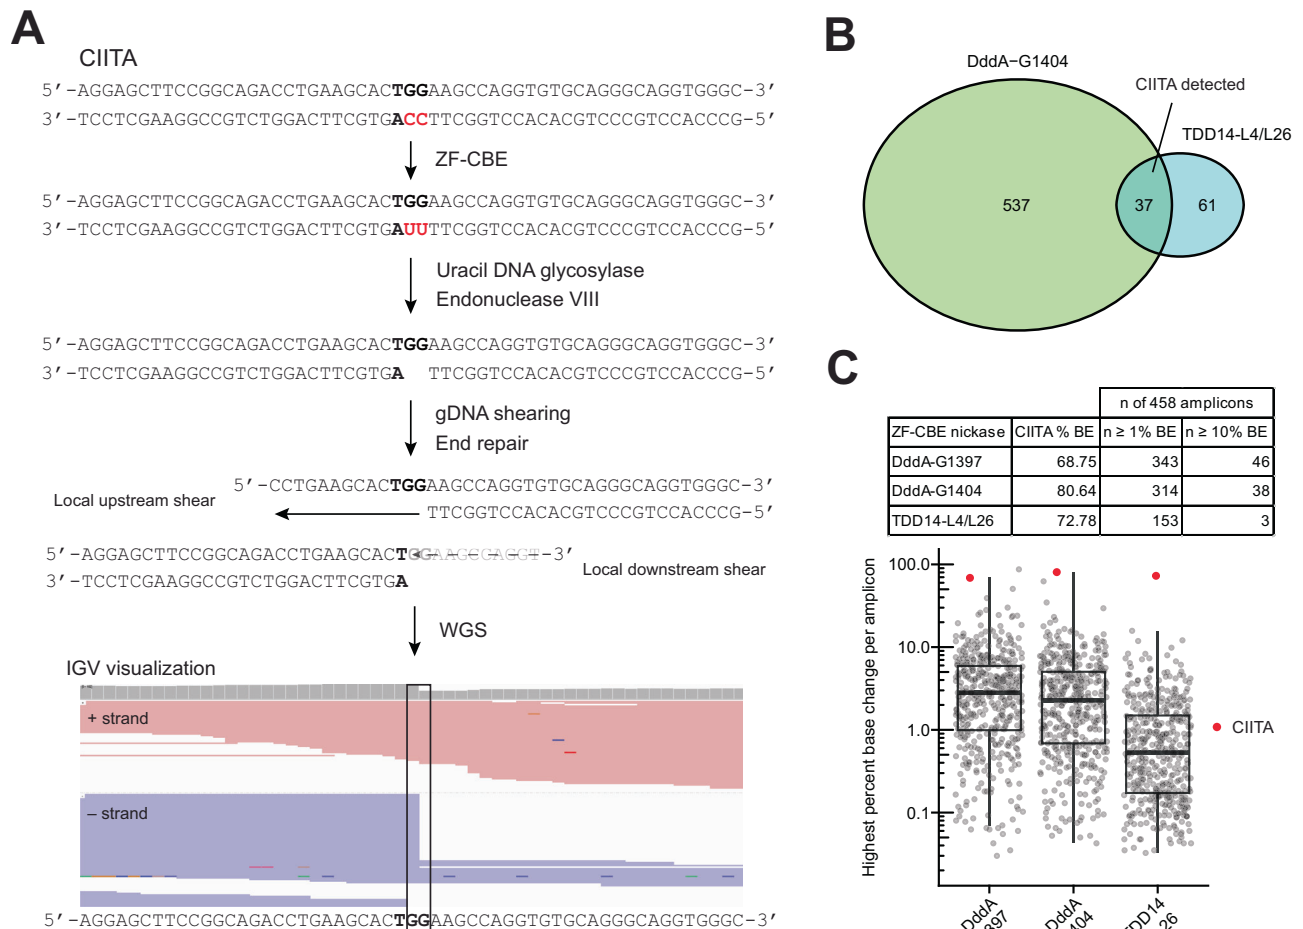 A
CIITA
5′-AGGAGCTTCCGGCAGACCTGAAGCACTGGAAGCCAGGTGTGCAGGGCAGGTGGGC-3′
3′-TCCTCGAAGGCCGTCTGGACTTCGTGACCTTCGGTCCACACGTCCCGTCCACCCG-5′
ZF-CBE
5′-AGGAGCTTCCGGCAGACCTGAAGCACTGGAAGCCAGGTGTGCAGGGCAGGTGGGC-3′
3′-TCCTCGAAGGCCGTCTGGACTTCGTGAUUTTCGGTCCACACGTCCCGTCCACCCG-5′
Uracil DNA glycosylase
Endonuclease VIII
5′-AGGAGCTTCCGGCAGACCTGAAGCACTGGAAGCCAGGTGTGCAGGGCAGGTGGGC-3′
3′-TCCTCGAAGGCCGTCTGGACTTCGTGA TTCGGTCCACACGTCCCGTCCACCCG-5′
gDNA shearing
End repair
5′-CCTGAAGCACTGGAAGCCAGGTGTGCAGGGCAGGTGGGC-3′
Local upstream shear
TTCGGTCCACACGTCCCGTCCACCCG-5′
5′-AGGAGCTTCCGGCAGACCTGAAGCACTGGAAGCCAGGT-3′
Local downstream shear
3′-TCCTCGAAGGCCGTCTGGACTTCGTGA
WGS
IGV visualization
+ strand
– strand
5′-AGGAGCTTCCGGCAGACCTGAAGCACTGGAAGCCAGGTGTGCAGGGCAGGTGGGC-3′
B
DddA−G1404
CIITA detected
TDD14-L4/L26
537
37
61
C
n of 458 amplicons
ZF-CBE nickase CIITA % BE n ≥ 1% BE n ≥ 10% BE
DddA-G1397 68.75 343 46
DddA-G1404 80.64 314 38
TDD14-L4/L26 72.78 153 3
Highest percent base change per amplicon
100.0
10.0
1.0
0.1
CIITA
DddA
DddA